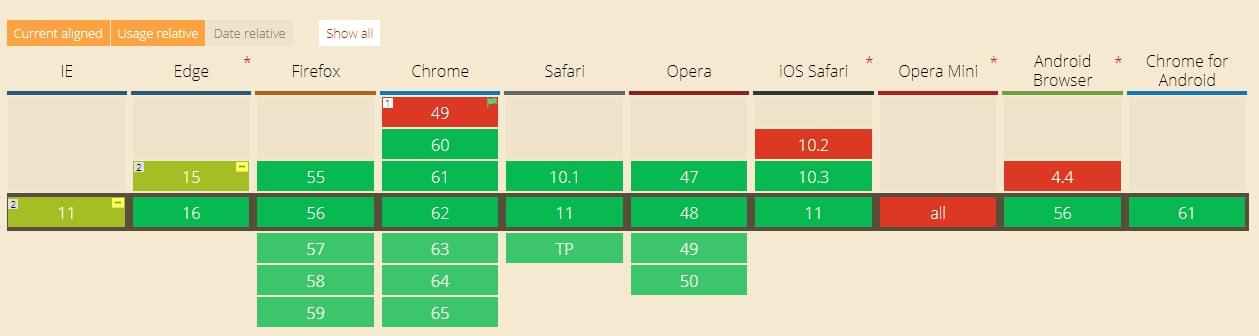 Current aligned Usage relative Date relative Show all
IE Edge * Firefox Chrome Safari Opera iOS Safari * Opera Mini * Android Browser * Chrome for Android
1 49
60 10.2
2 15 - 55 61 10.1 47 10.3 4.4
2 11 - 16 56 62 11 48 11 all 56 61
57 63 TP 49
58 64 50
59 65